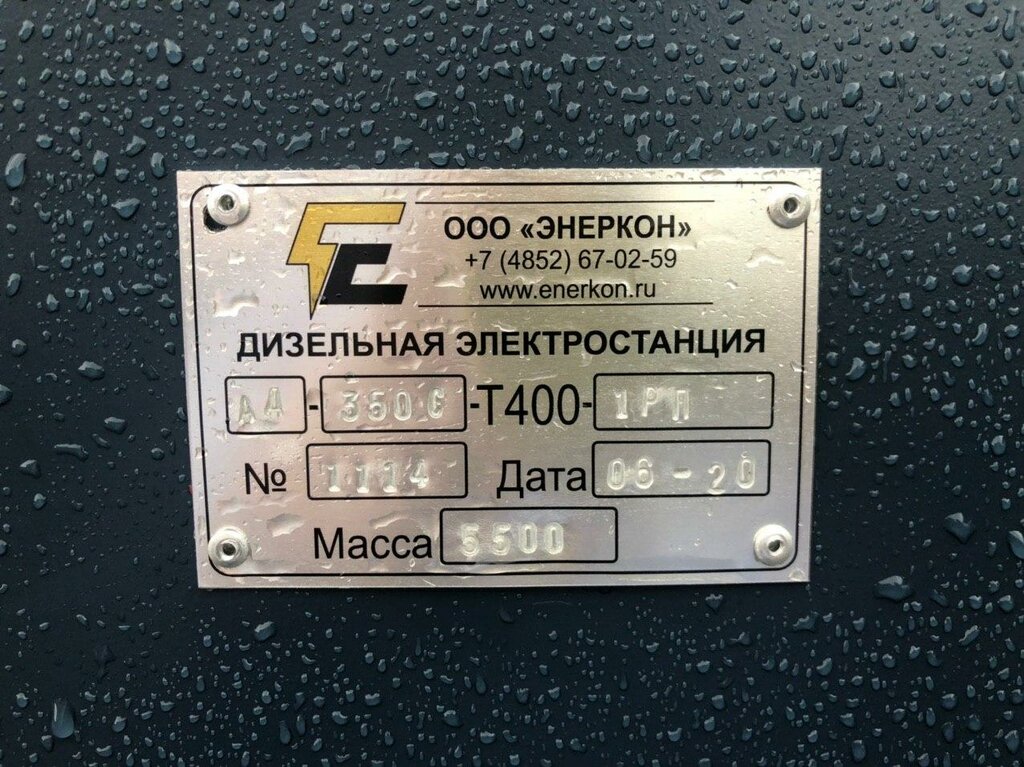 ООО «ЭНЕРКОН»
+7 (4852) 67-02-59
www.enerkon.ru
ДИЗЕЛЬНАЯ ЭЛЕКТРОСТАНЦИЯ
АД-350С-Т400-1РП
№ 1114 Дата 06-20
Масса 5500